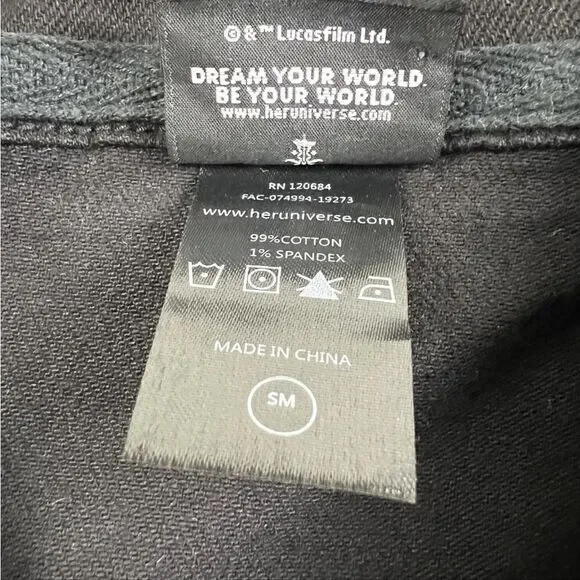 © & ™ Lucasfilm Ltd.
DREAM YOUR WORLD.
BE YOUR WORLD.
www.heruniverse.com
RN 120684
FAC-074994-19273
www.heruniverse.com
99%COTTON
1% SPANDEX
MADE IN CHINA
SM